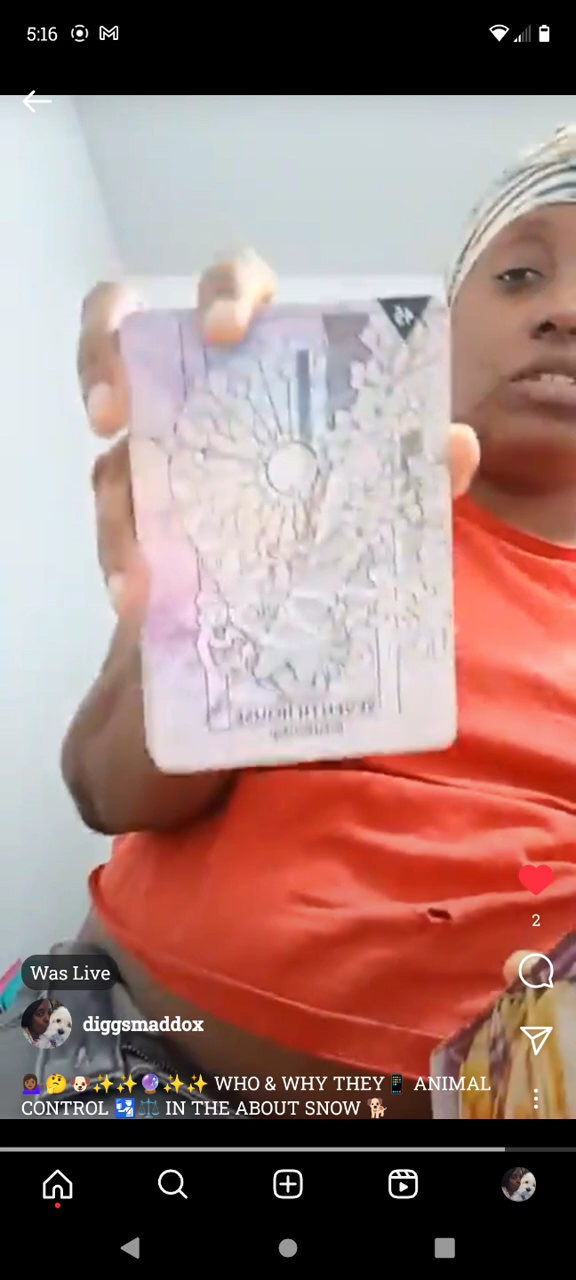 5:16
Was Live
diggsmaddox
2
WHO & WHY THEY ANIMAL
CONTROL IN THE ABOUT SNOW